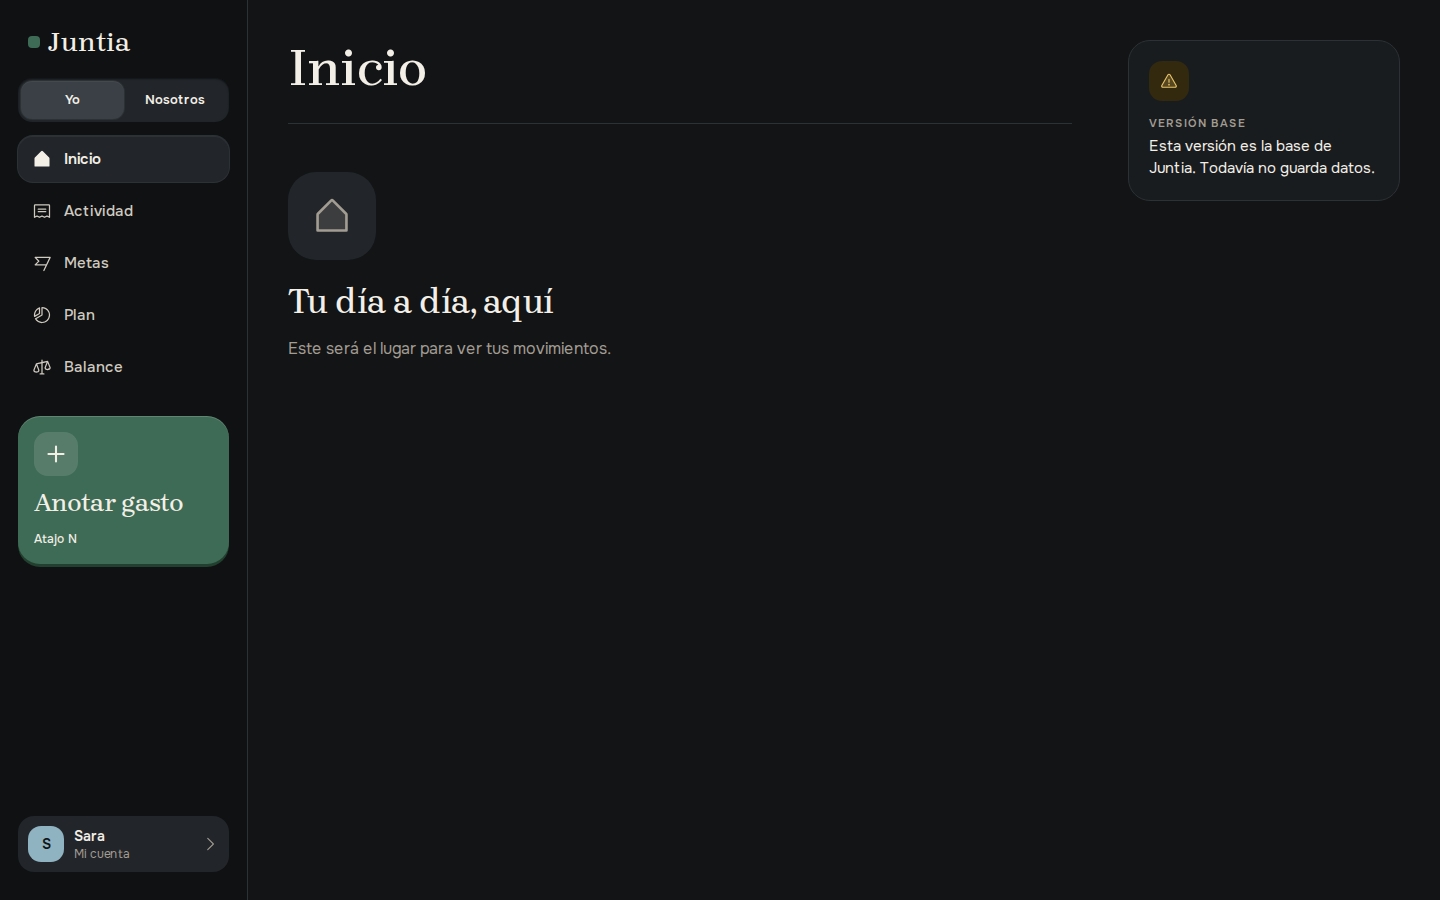 Juntia
Yo
Nosotros
Inicio
Actividad
Metas
Plan
Balance
Anotar gasto
Atajo N
S
Sara
Mi cuenta
Inicio
Tu día a día, aquí
Este será el lugar para ver tus movimientos.
VERSIÓN BASE
Esta versión es la base de
Juntia. Todavía no guarda datos.